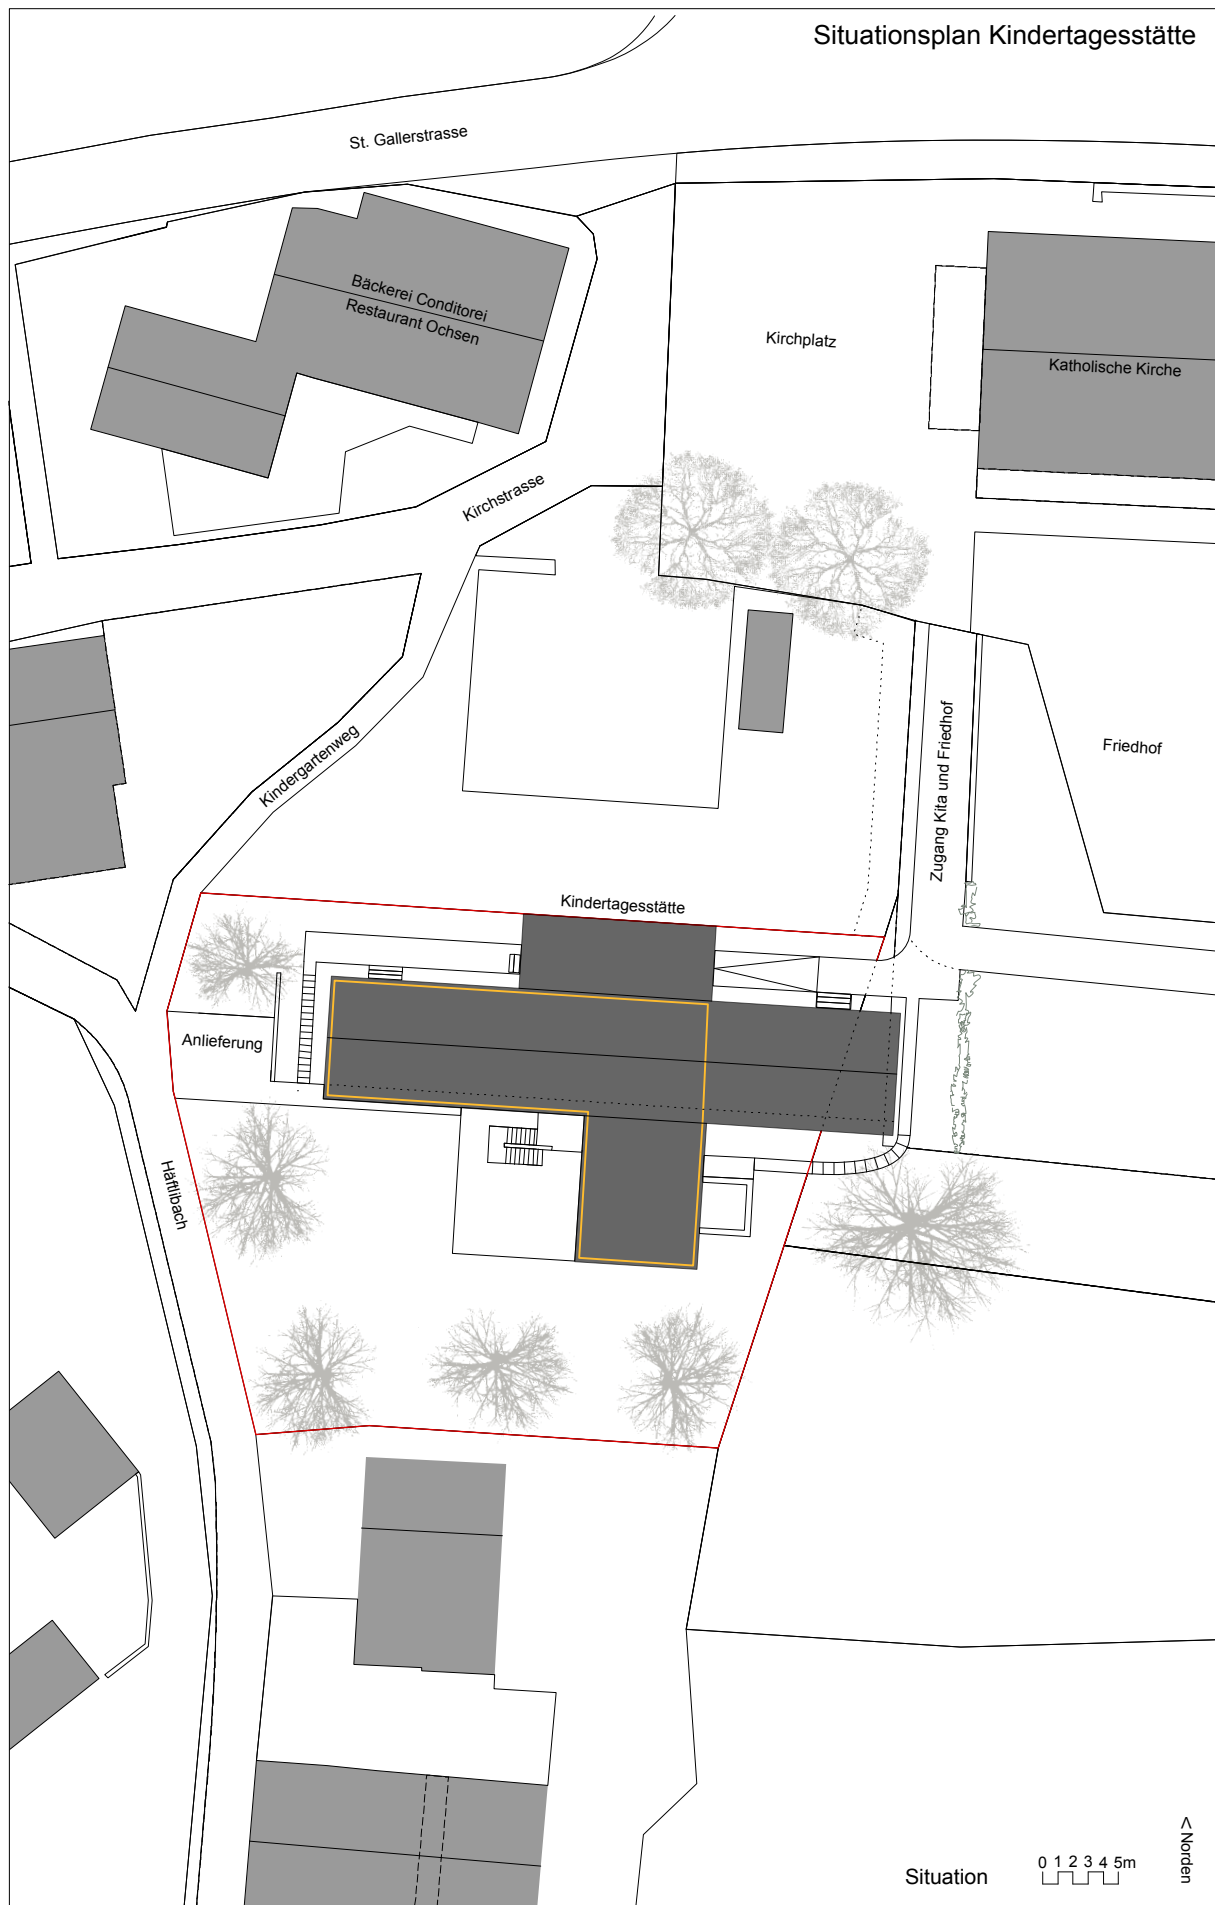 Situationsplan Kindertagesstätte
St. Gallerstrasse
Bäckerei Conditorei
Restaurant Ochsen
Kirchplatz
Katholische Kirche
Kirchstrasse
Kindergartenweg
Zugang Kita und Friedhof
Friedhof
Kindertagesstätte
Anlieferung
Häftlibach
Situation
0 1 2 3 4 5m
< Norden